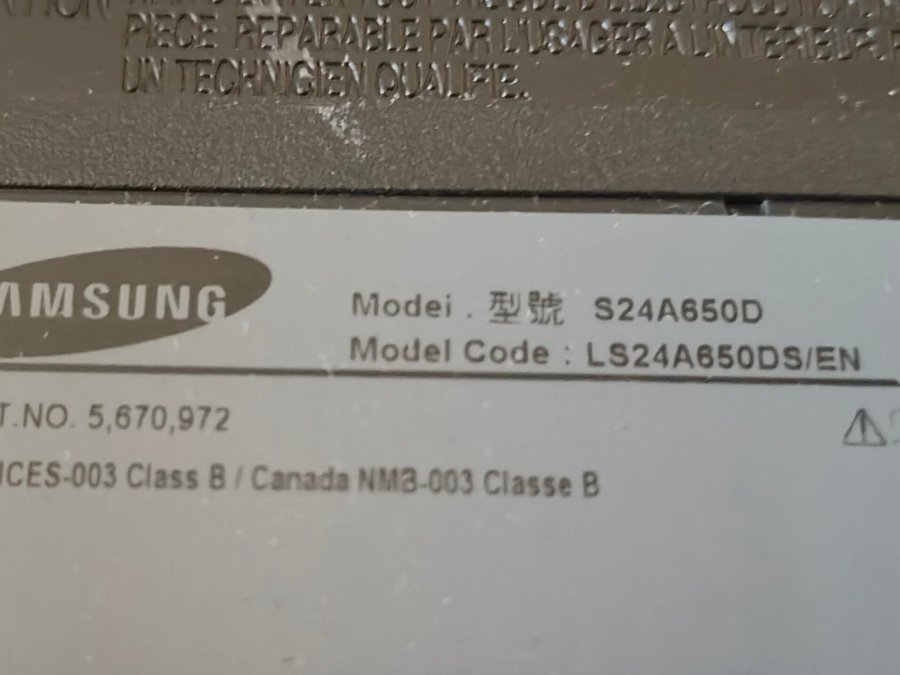 PIECE REPARABLE PAR L'USAGER A L'INTERIEUR.
UN TECHNICIEN QUALIFIE.
AMSUNG
Model : 型號 S24A650D
Model Code : LS24A650DS/EN
T.NO. 5,670,972
ICES-003 Class B / Canada NMB-003 Classe B